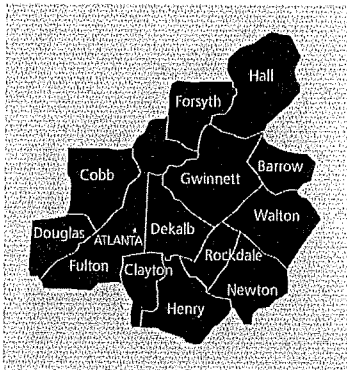 Hall
Forsyth
Barrow
Cobb
Gwinnett
Walton
Douglas
ATLANTA
Dekalb
Rockdale
Fulton
Clayton
Newton
Henry